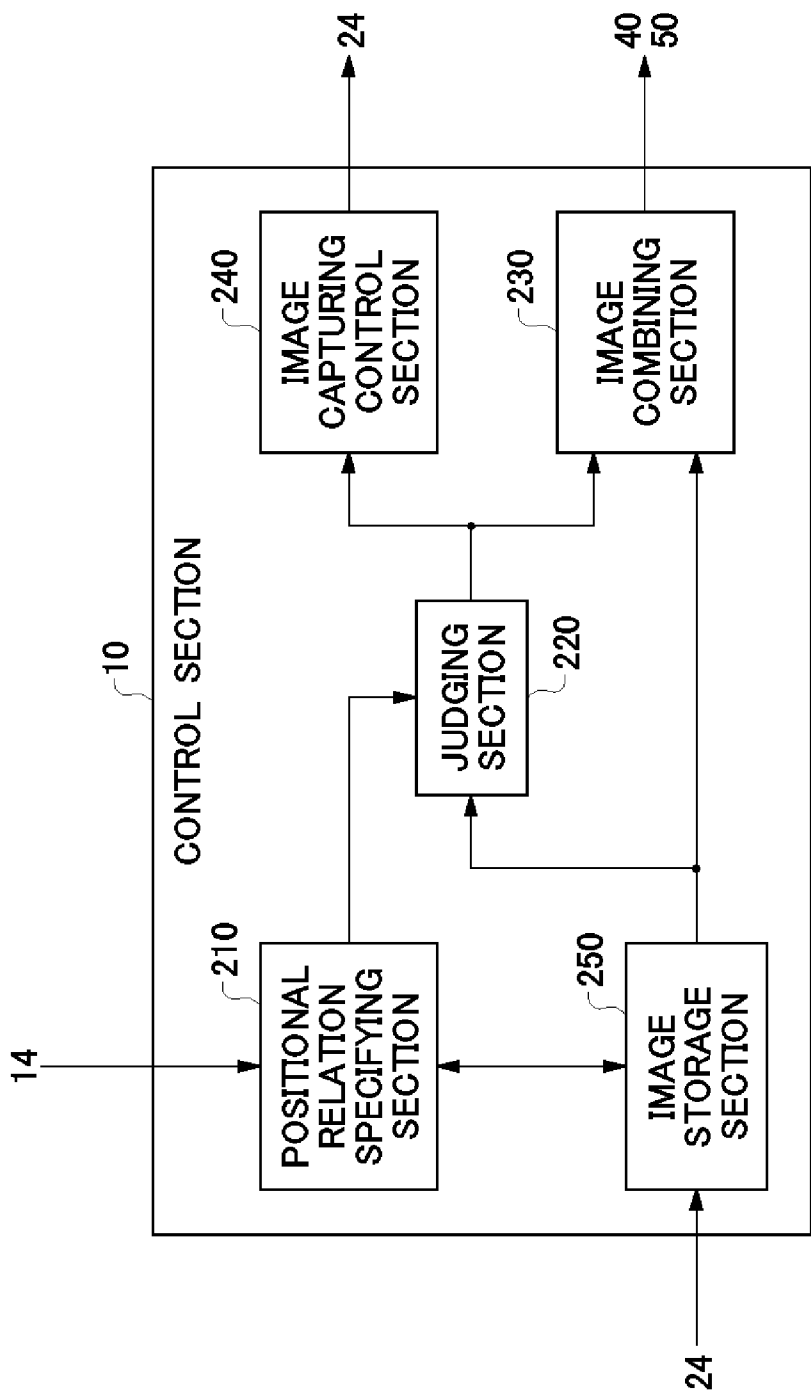 10
CONTROL SECTION
14
210
POSITIONAL
RELATION
SPECIFYING
SECTION
240
IMAGE
CAPTURING
CONTROL
SECTION
24
JUDGING
SECTION
220
250
IMAGE
STORAGE
SECTION
24
230
IMAGE
COMBINING
SECTION
40
50